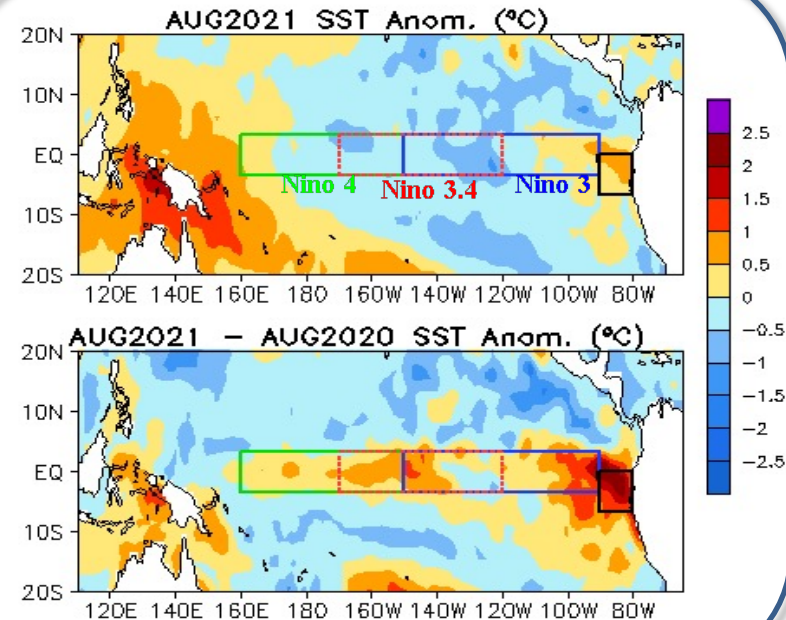 AUG2021 SST Anom. (°C)
20N
10N
EQ
10S
20S
Nino 4
Nino 3.4
Nino 3
120E 140E 160E 180 160W 140W 120W 100W 80W
AUG2021 – AUG2020 SST Anom. (°C)
20N
10N
EQ
10S
20S
120E 140E 160E 180 160W 140W 120W 100W 80W
2.5
2
1.5
1
0.5
0
−0.5
−1
−1.5
−2
−2.5